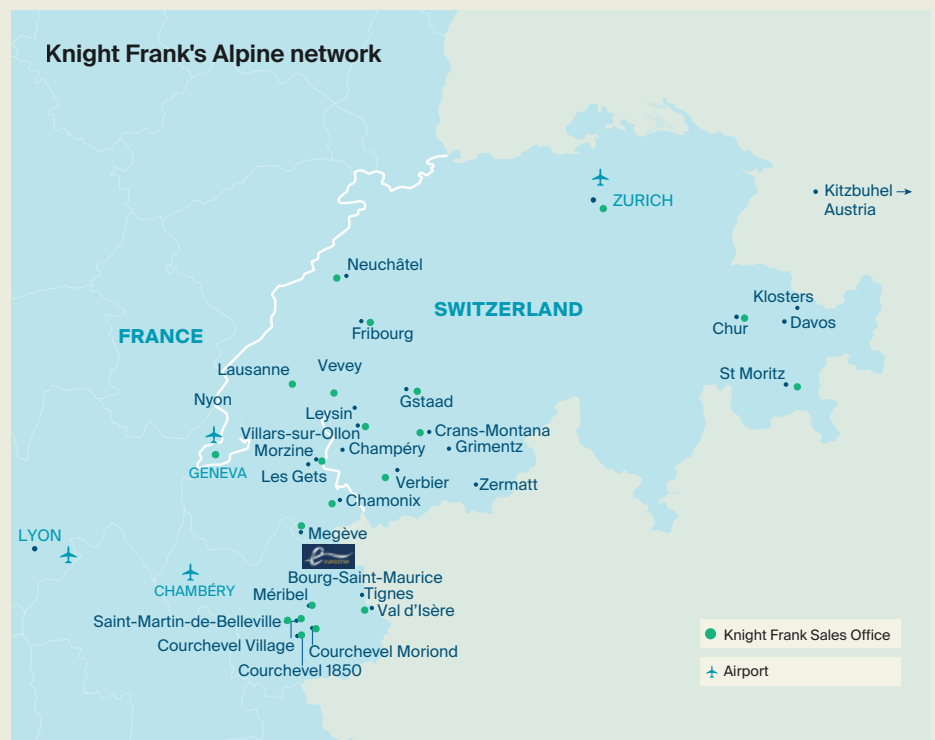 Knight Frank's Alpine network
ZURICH
Kitzbuhel →
Austria
Neuchâtel
SWITZERLAND
Klosters
Fribourg
Chur
Davos
FRANCE
Lausanne
Vevey
St Moritz
Nyon
Gstaad
Leysin
Villars-sur-Ollon
Crans-Montana
Morzine
Champéry
Grimentz
GENEVA
Les Gets
Verbier
Zermatt
Chamonix
LYON
Megève
Bourg-Saint-Maurice
CHAMBÉRY
Méribel
Tignes
Val d'Isère
Saint-Martin-de-Belleville
Courchevel Village
Courchevel Moriond
Courchevel 1850
Knight Frank Sales Office
Airport